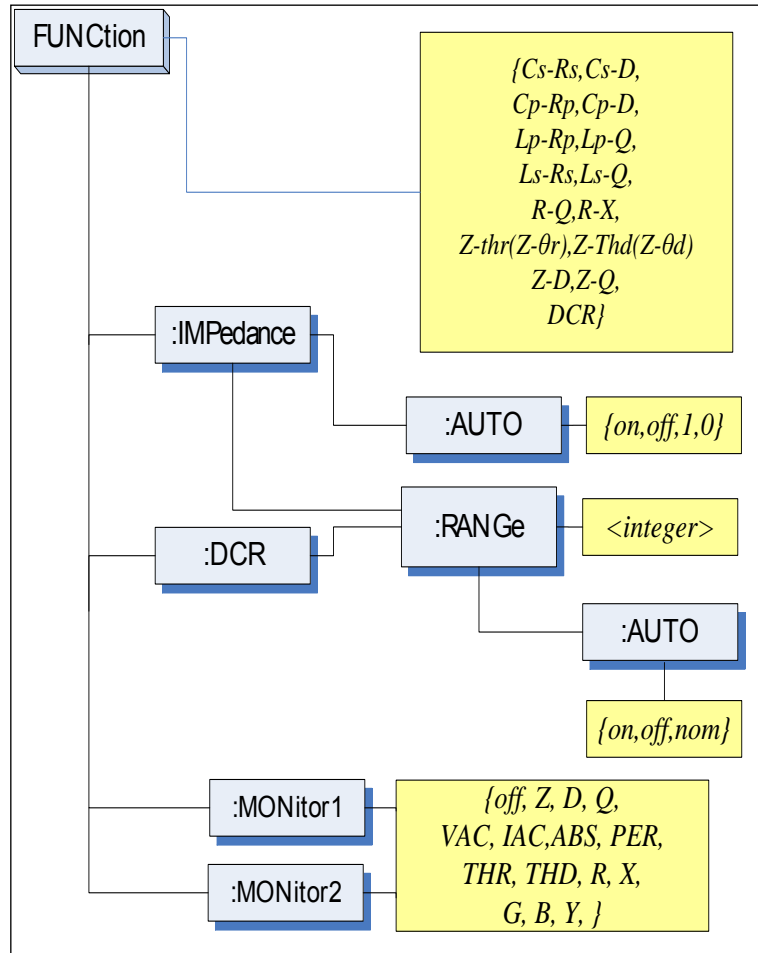 FUNCtion
{Cs-Rs,Cs-D,
Cp-Rp,Cp-D,
Lp-Rp,Lp-Q,
Ls-Rs,Ls-Q,
R-Q,R-X,
Z-thr(Z-θr),Z-Thd(Z-θd)
Z-D,Z-Q,
DCR}
:IMPedance
:AUTO
{on,off,1,0}
:RANGe
<integer>
:DCR
:AUTO
{on,off,nom}
:MONitor1
{off, Z, D, Q,
VAC, IAC,ABS, PER,
THR, THD, R, X,
G, B, Y, }
:MONitor2